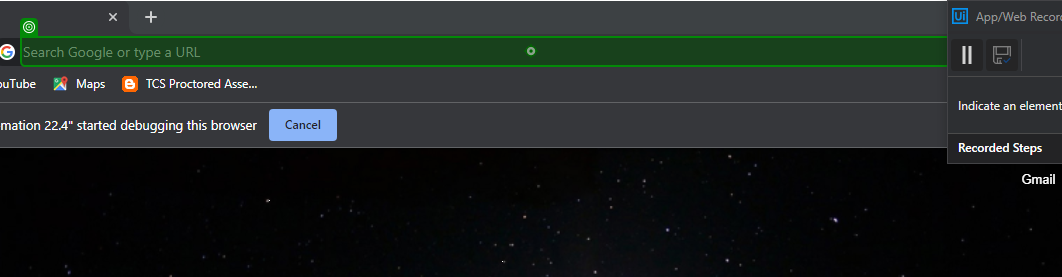 Ui App/Web Recor
Search Google or type a URL
ouTube Maps TCS Proctored Asse...
Indicate an element
mation 22.4" started debugging this browser Cancel
Recorded Steps
Gmail